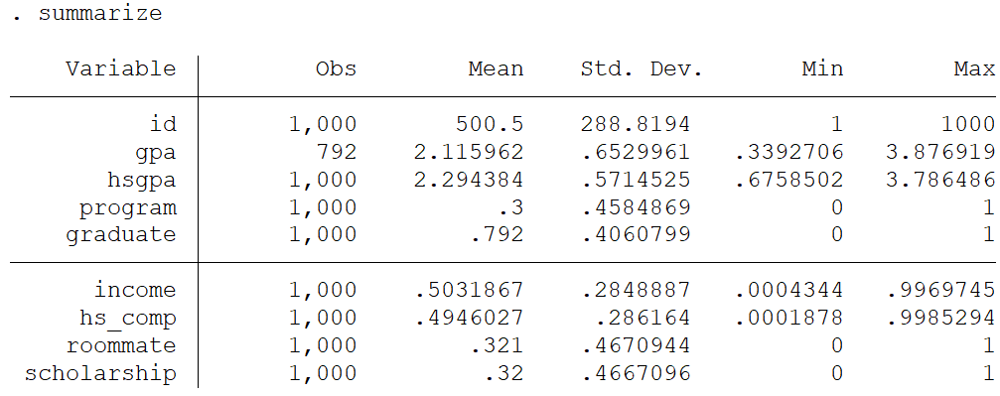 . summarize
Variable Obs Mean Std. Dev. Min Max
id 1,000 500.5 288.8194 1 1000
gpa 792 2.115962 .6529961 .3392706 3.876919
hsgpa 1,000 2.294384 .5714525 .6758502 3.786486
program 1,000 .3 .4584869 0 1
graduate 1,000 .792 .4060799 0 1
income 1,000 .5031867 .2848887 .0004344 .9969745
hs_comp 1,000 .4946027 .286164 .0001878 .9985294
roommate 1,000 .321 .4670944 0 1
scholarship 1,000 .32 .4667096 0 1